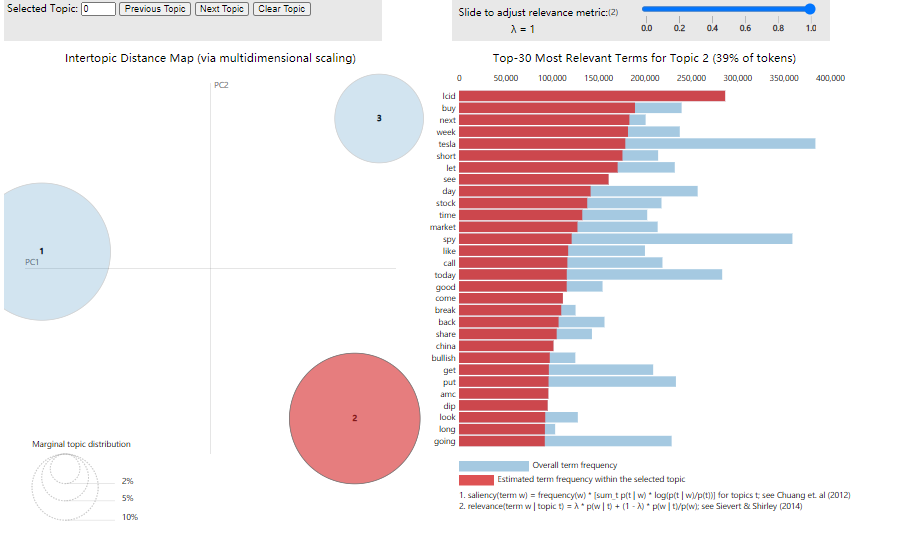 Selected Topic: 0 Previous Topic Next Topic Clear Topic
Slide to adjust relevance metric:(2)
λ = 1
0.0 0.2 0.4 0.6 0.8 1.0
Intertopic Distance Map (via multidimensional scaling)
PC2
3
1
PC1
2
Marginal topic distribution
2%
5%
10%
Top-30 Most Relevant Terms for Topic 2 (39% of tokens)
0 50,000 100,000 150,000 200,000 250,000 300,000 350,000 400,000
lcid
buy
next
week
tesla
short
let
see
day
stock
time
market
spy
like
call
today
good
come
break
back
share
china
bullish
get
put
amc
dip
look
long
going
Overall term frequency
Estimated term frequency within the selected topic
1. saliency(term w) = frequency(w) * [sum_t p(t | w) * log(p(t | w)/p(t))] for topics t; see Chuang et. al (2012)
2. relevance(term w | topic t) = λ * p(w | t) + (1 - λ) * p(w | t)/p(w); see Sievert & Shirley (2014)